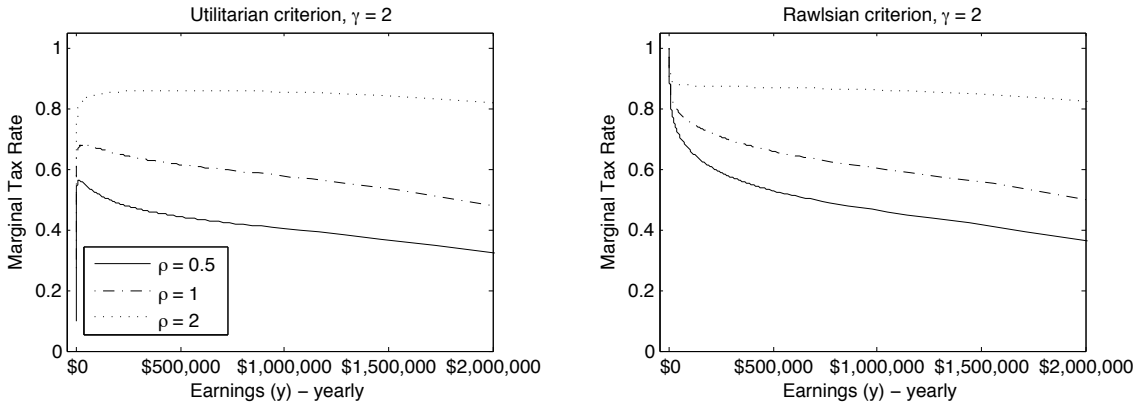 Utilitarian criterion, γ = 2
Marginal Tax Rate
1
0.8
0.6
0.4
0.2
0
ρ = 0.5
ρ = 1
ρ = 2
$0 $500,000 $1,000,000 $1,500,000 $2,000,000
Earnings (y) − yearly
Rawlsian criterion, γ = 2
Marginal Tax Rate
1
0.8
0.6
0.4
0.2
0
$0 $500,000 $1,000,000 $1,500,000 $2,000,000
Earnings (y) − yearly